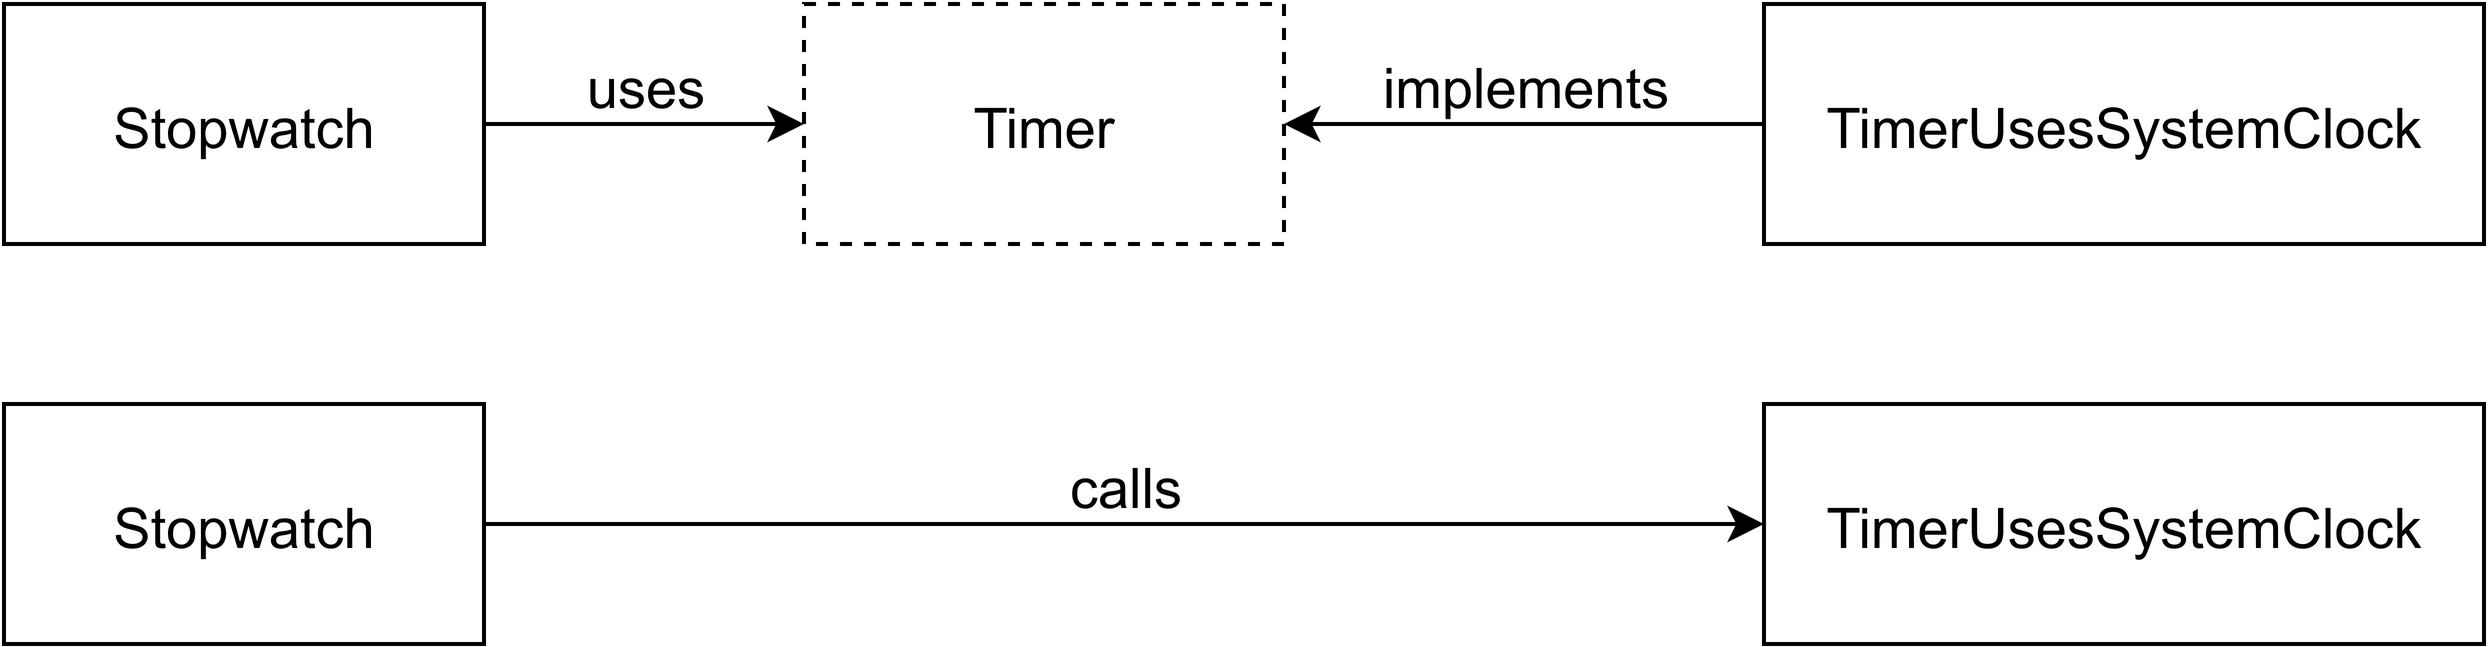 uses
implements
Stopwatch
Timer
TimerUsesSystemClock
calls
Stopwatch
TimerUsesSystemClock